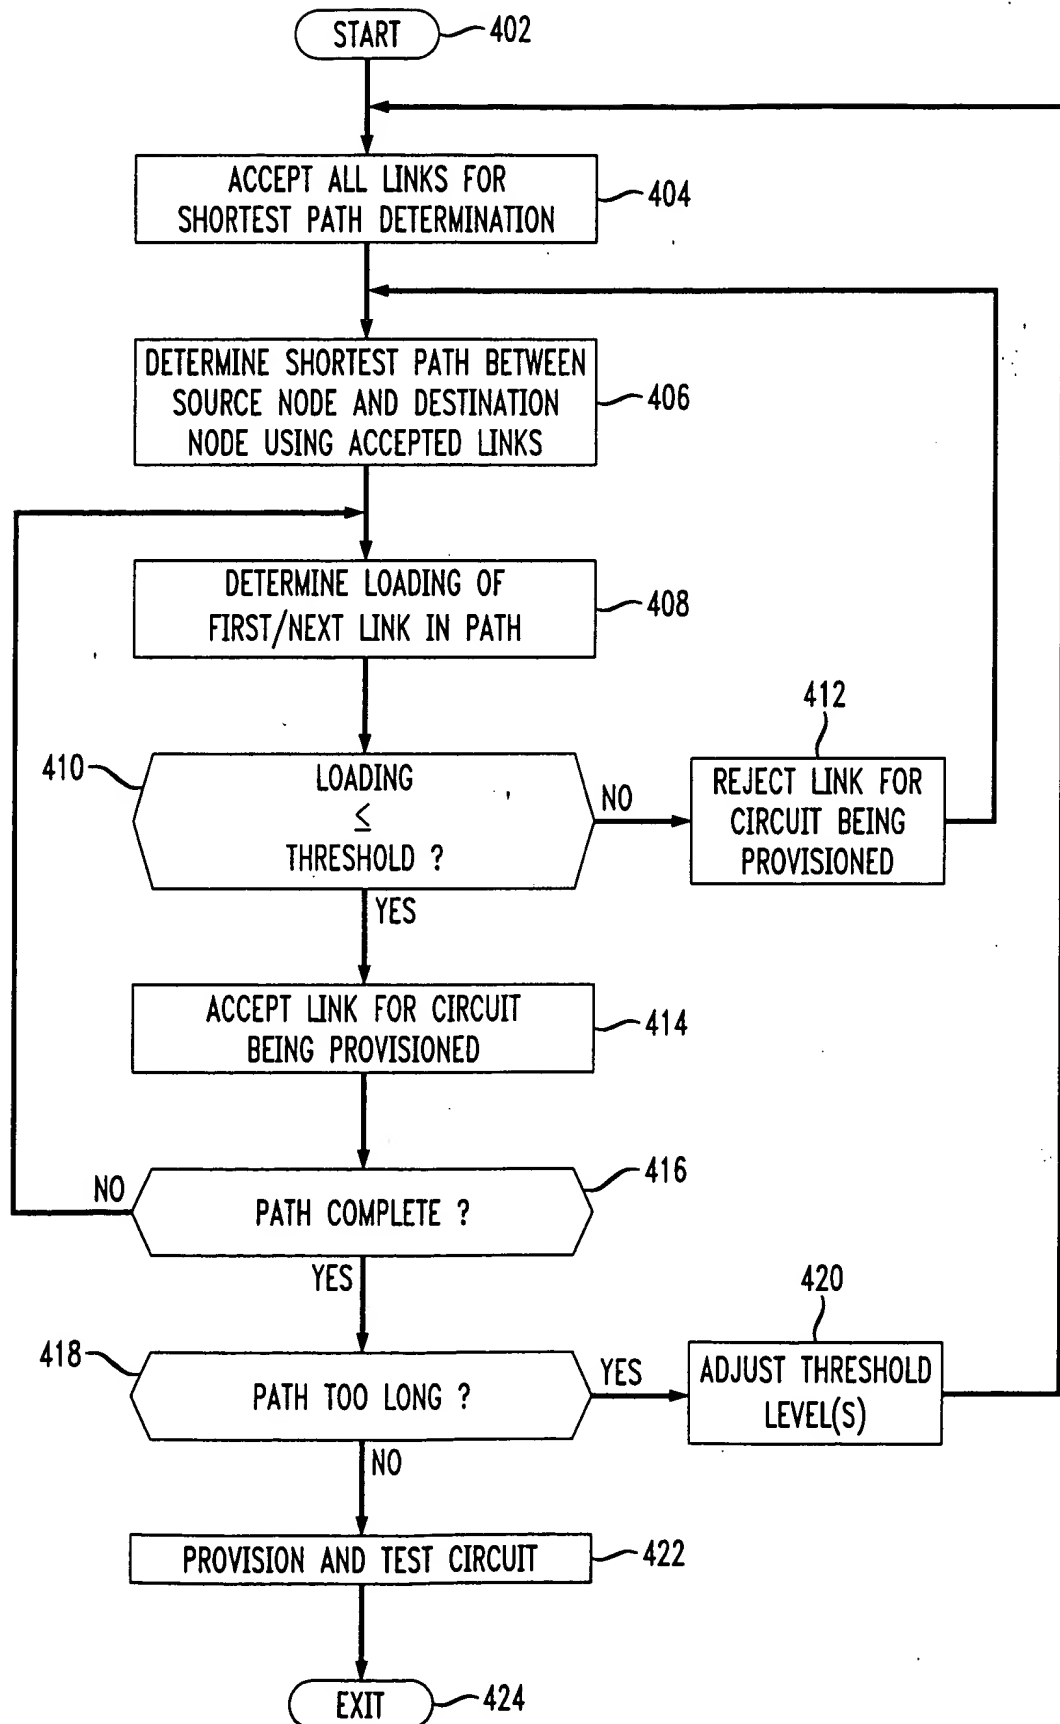 START
402
ACCEPT ALL LINKS FOR
SHORTEST PATH DETERMINATION
404
DETERMINE SHORTEST PATH BETWEEN
SOURCE NODE AND DESTINATION
NODE USING ACCEPTED LINKS
406
DETERMINE LOADING OF
FIRST/NEXT LINK IN PATH
408
410
LOADING
≤
THRESHOLD ?
NO
YES
412
REJECT LINK FOR
CIRCUIT BEING
PROVISIONED
ACCEPT LINK FOR CIRCUIT
BEING PROVISIONED
414
PATH COMPLETE ?
416
NO
YES
418
PATH TOO LONG ?
YES
NO
420
ADJUST THRESHOLD
LEVEL(S)
PROVISION AND TEST CIRCUIT
422
EXIT
424